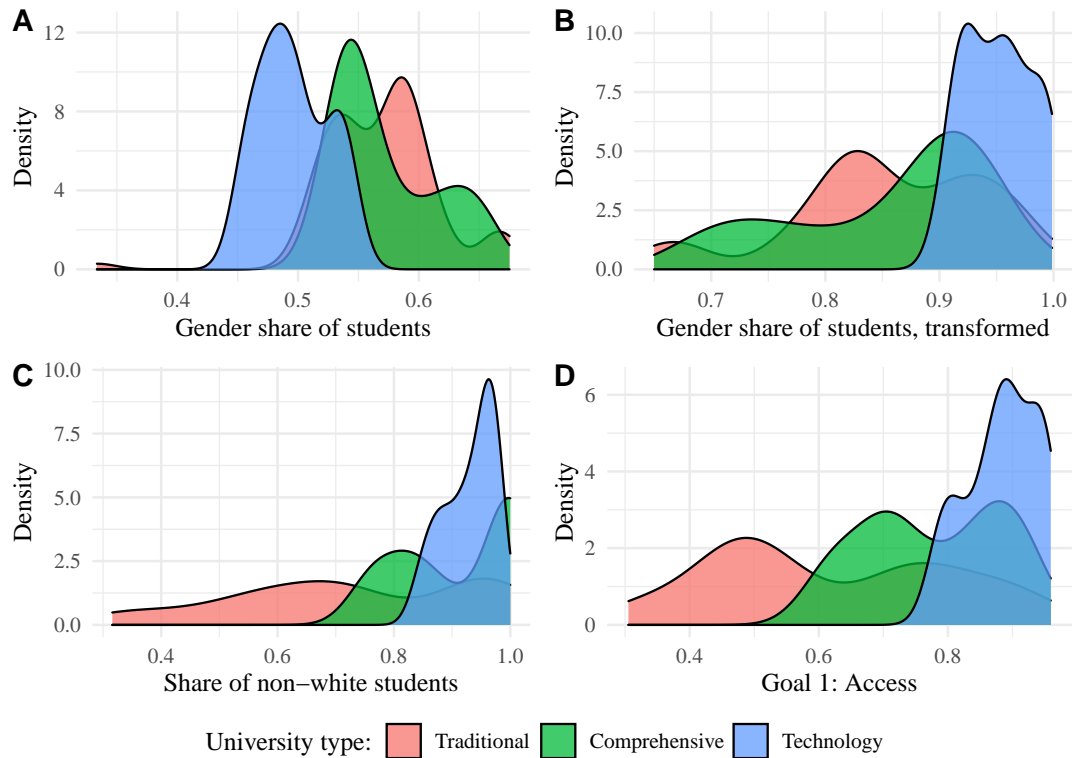 A
Density
12
8
4
0
0.4 0.5 0.6
Gender share of students
B
Density
10.0
7.5
5.0
2.5
0.0
0.7 0.8 0.9 1.0
Gender share of students, transformed
C
Density
10.0
7.5
5.0
2.5
0.0
0.4 0.6 0.8 1.0
Share of non−white students
D
Density
6
4
2
0
0.4 0.6 0.8
Goal 1: Access
University type: Traditional Comprehensive Technology